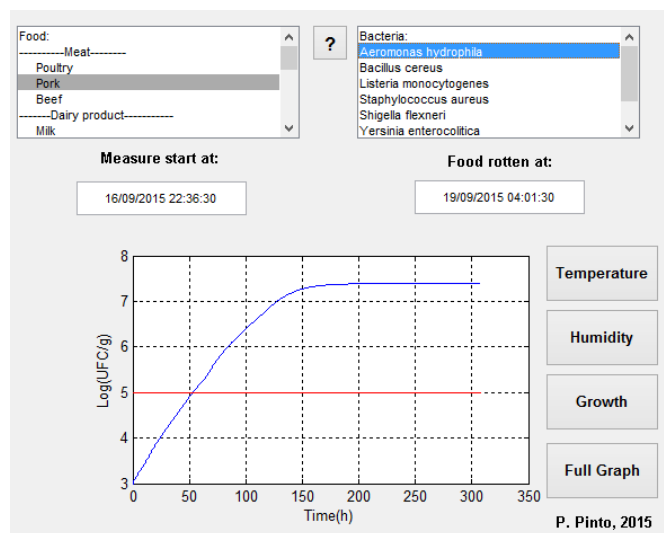 Food:
----------Meat--------
Poultry
Pork
Beef
-------Dairy product-----------
Milk
?
Bacteria:
Aeromonas hydrophila
Bacillus cereus
Listeria monocytogenes
Staphylococcus aureus
Shigella flexneri
Yersinia enterocolitica
Measure start at:
Food rotten at:
16/09/2015 22:36:30
19/09/2015 04:01:30
8
7
6
5
4
3
Log(UFC/g)
0 50 100 150 200 250 300 350
Time(h)
Temperature
Humidity
Growth
Full Graph
P. Pinto, 2015